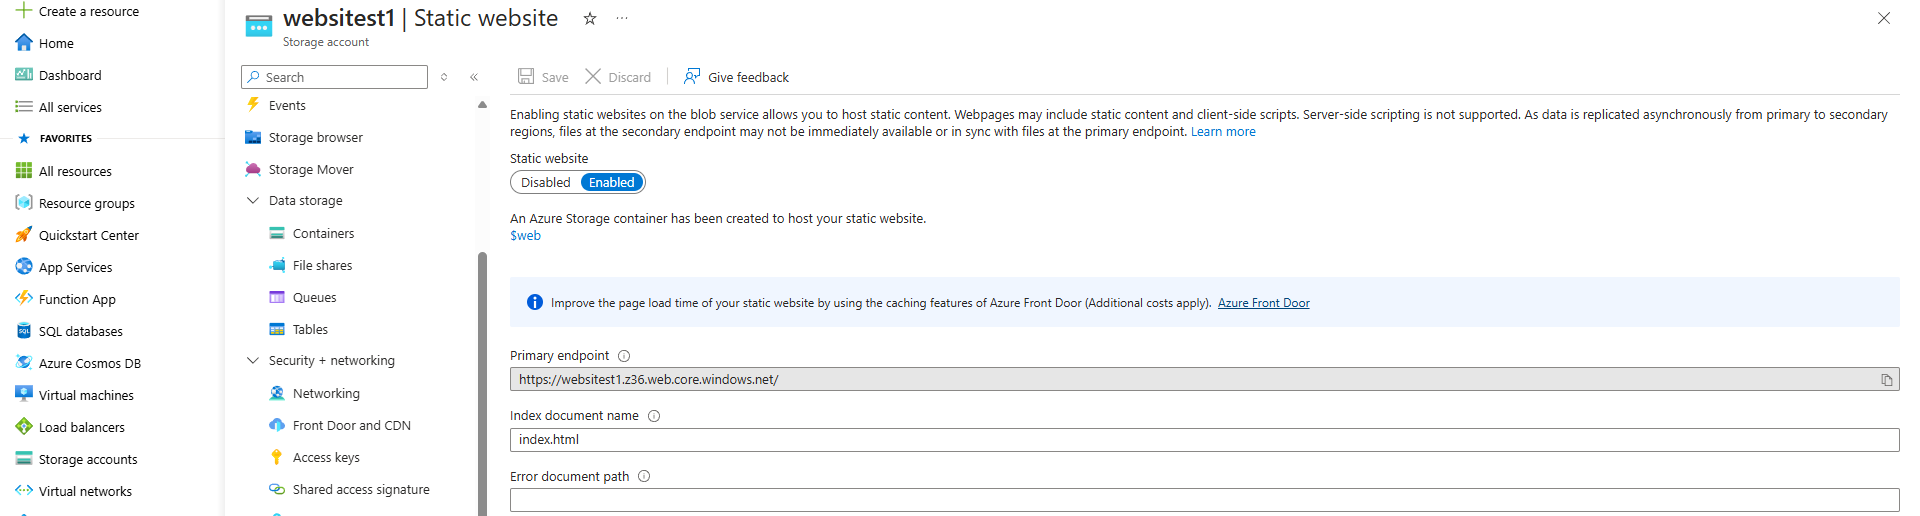 Create a resource
Home
Dashboard
All services
FAVORITES
All resources
Resource groups
Quickstart Center
App Services
Function App
SQL databases
Azure Cosmos DB
Virtual machines
Load balancers
Storage accounts
Virtual networks
websitest1 | Static website
Storage account
Search
Events
Storage browser
Storage Mover
Data storage
Containers
File shares
Queues
Tables
Security + networking
Networking
Front Door and CDN
Access keys
Shared access signature
Save Discard Give feedback
Enabling static websites on the blob service allows you to host static content. Webpages may include static content and client-side scripts. Server-side scripting is not supported. As data is replicated asynchronously from primary to secondary
regions, files at the secondary endpoint may not be immediately available or in sync with files at the primary endpoint. Learn more
Static website
Disabled Enabled
An Azure Storage container has been created to host your static website.
$web
Improve the page load time of your static website by using the caching features of Azure Front Door (Additional costs apply). Azure Front Door
Primary endpoint
https://websitest1.z36.web.core.windows.net/
Index document name
index.html
Error document path